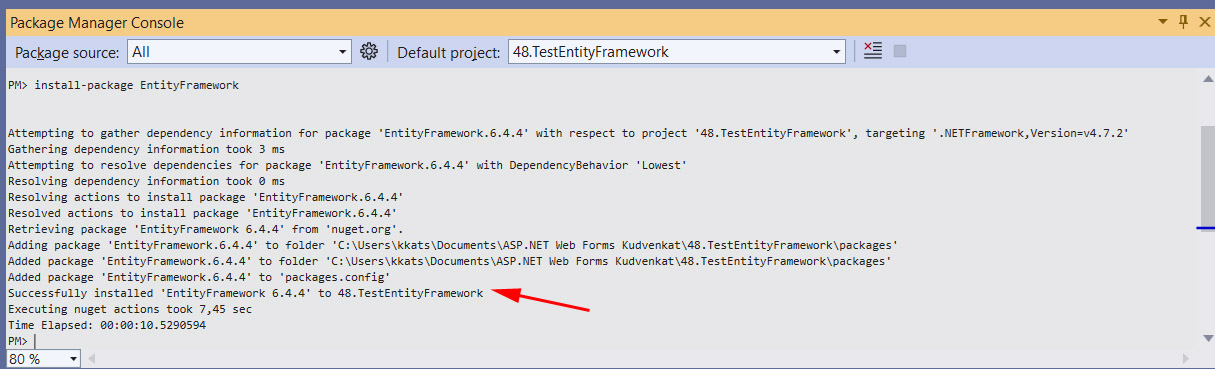 Package Manager Console
Package source: All Default project: 48.TestEntityFramework
PM> install-package EntityFramework
Attempting to gather dependency information for package 'EntityFramework.6.4.4' with respect to project '48.TestEntityFramework', targeting '.NETFramework,Version=v4.7.2'
Gathering dependency information took 3 ms
Attempting to resolve dependencies for package 'EntityFramework.6.4.4' with DependencyBehavior 'Lowest'
Resolving dependency information took 0 ms
Resolving actions to install package 'EntityFramework.6.4.4'
Resolved actions to install package 'EntityFramework.6.4.4'
Retrieving package 'EntityFramework 6.4.4' from 'nuget.org'.
Adding package 'EntityFramework.6.4.4' to folder 'C:\Users\kkats\Documents\ASP.NET Web Forms Kudvenkat\48.TestEntityFramework\packages'
Added package 'EntityFramework.6.4.4' to folder 'C:\Users\kkats\Documents\ASP.NET Web Forms Kudvenkat\48.TestEntityFramework\packages'
Added package 'EntityFramework.6.4.4' to 'packages.config'
Successfully installed 'EntityFramework 6.4.4' to 48.TestEntityFramework
Executing nuget actions took 7,45 sec
Time Elapsed: 00:00:10.5290594
PM>
80 %